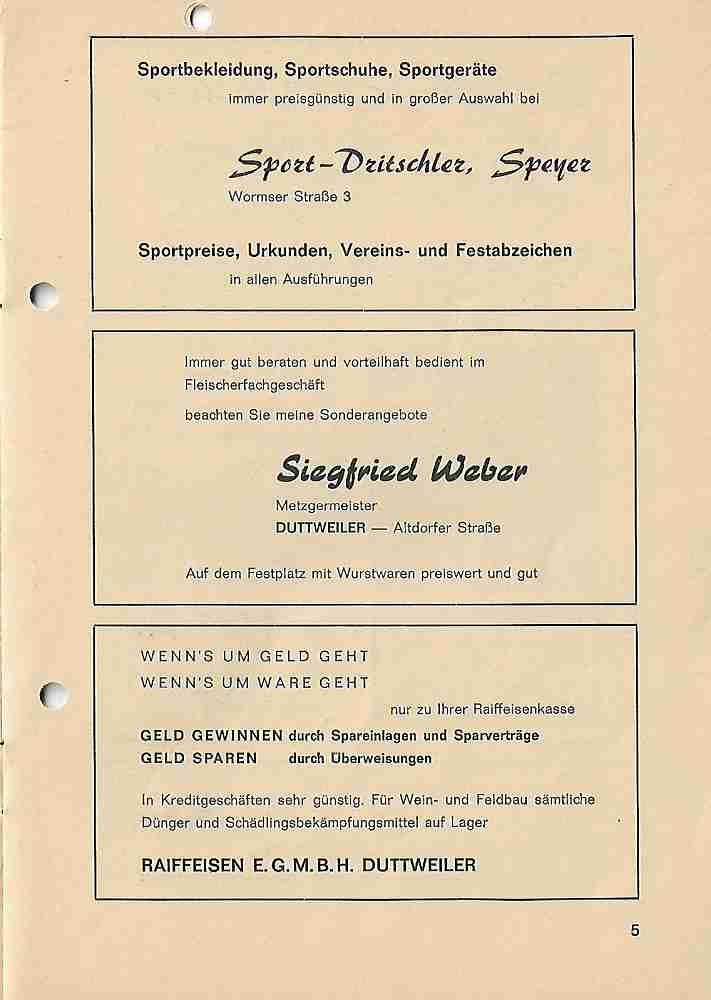 Sportbekleidung, Sportschuhe, Sportgeräte
immer preisgünstig und in großer Auswahl bei
Sport-Dritschler, Speyer
Wormser Straße 3
Sportpreise, Urkunden, Vereins- und Festabzeichen
in allen Ausführungen
Immer gut beraten und vorteilhaft bedient im
Fleischerfachgeschäft
beachten Sie meine Sonderangebote
Siegfried Weber
Metzgermeister
DUTTWEILER — Altdorfer Straße
Auf dem Festplatz mit Wurstwaren preiswert und gut
WENN'S UM GELD GEHT
WENN'S UM WARE GEHT
nur zu Ihrer Raiffeisenkasse
GELD GEWINNEN durch Spareinlagen und Sparverträge
GELD SPAREN durch Überweisungen
In Kreditgeschäften sehr günstig. Für Wein- und Feldbau sämtliche
Dünger und Schädlingsbekämpfungsmittel auf Lager
RAIFFEISEN E.G.M.B.H. DUTTWEILER
5